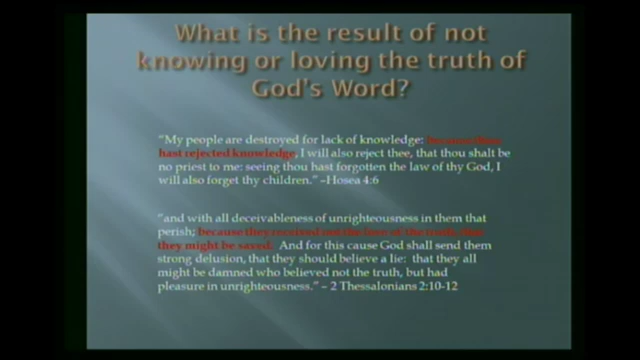 What is the result of not
knowing or loving the truth of
God's Word?
"My people are destroyed for lack of knowledge: because thou
hast rejected knowledge, I will also reject thee, that thou shalt be
no priest to me: seeing thou hast forgotten the law of thy God, I
will also forget thy children." –Hosea 4:6
"and with all deceivableness of unrighteousness in them that
perish; because they received not the love of the truth, that
they might be saved.  And for this cause God shall send them
strong delusion, that they should believe a lie:  that they all
might be damned who believed not the truth, but had
pleasure in unrighteousness." – 2 Thessalonians 2:10-12